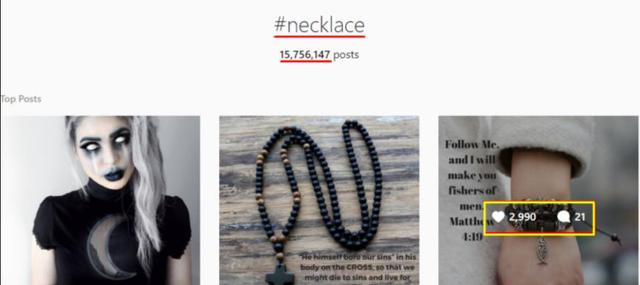 #necklace
15,756,147 posts
Top Posts
Follow Me,
and I will
make you
fishers of
men.
Matthew
4:19
2,990 21
"He himself bore our sins" in his
body on the CROSS, so that we
might die to sins and live for